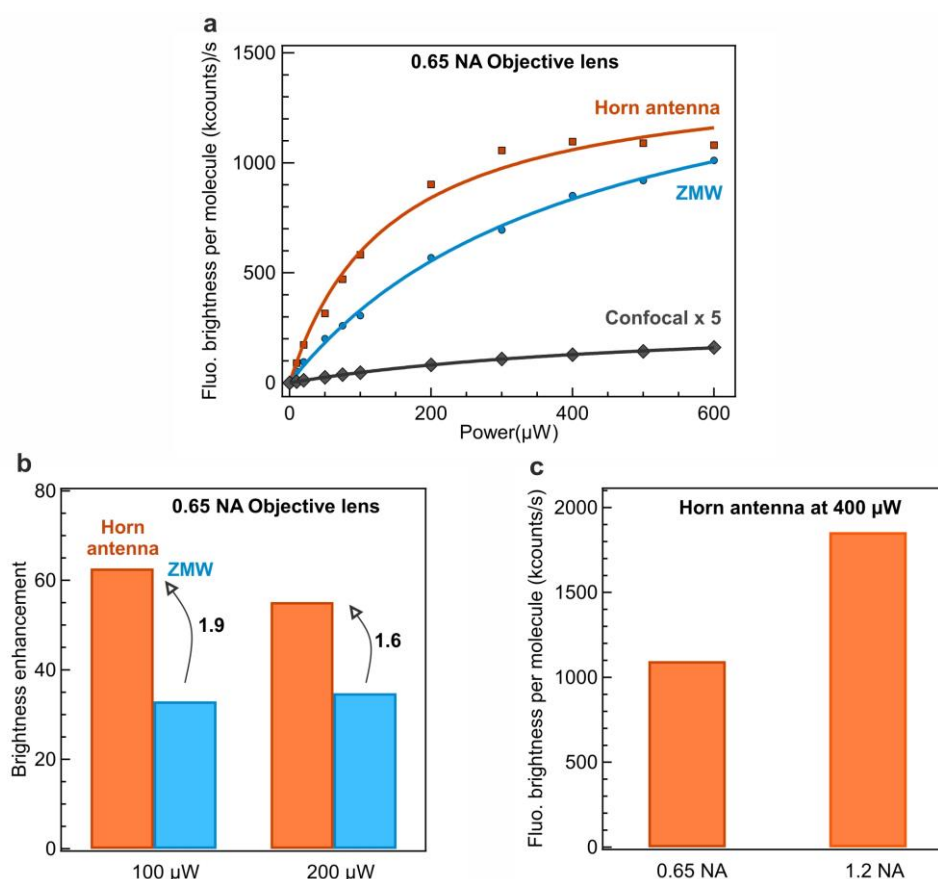 a
0.65 NA Objective lens
Fluo. brightness per molecule (kcounts)/s
1500
1000
500
0
Horn antenna
ZMW
Confocal x 5
0
200
400
600
Power(µW)
b
0.65 NA Objective lens
Brightness enhancement
80
60
40
20
0
Horn
antenna
ZMW
1.9
1.6
100 µW
200 µW
c
Horn antenna at 400 µW
Fluo. brightness per molecule (kcounts/s)
2000
1500
1000
500
0
0.65 NA
1.2 NA